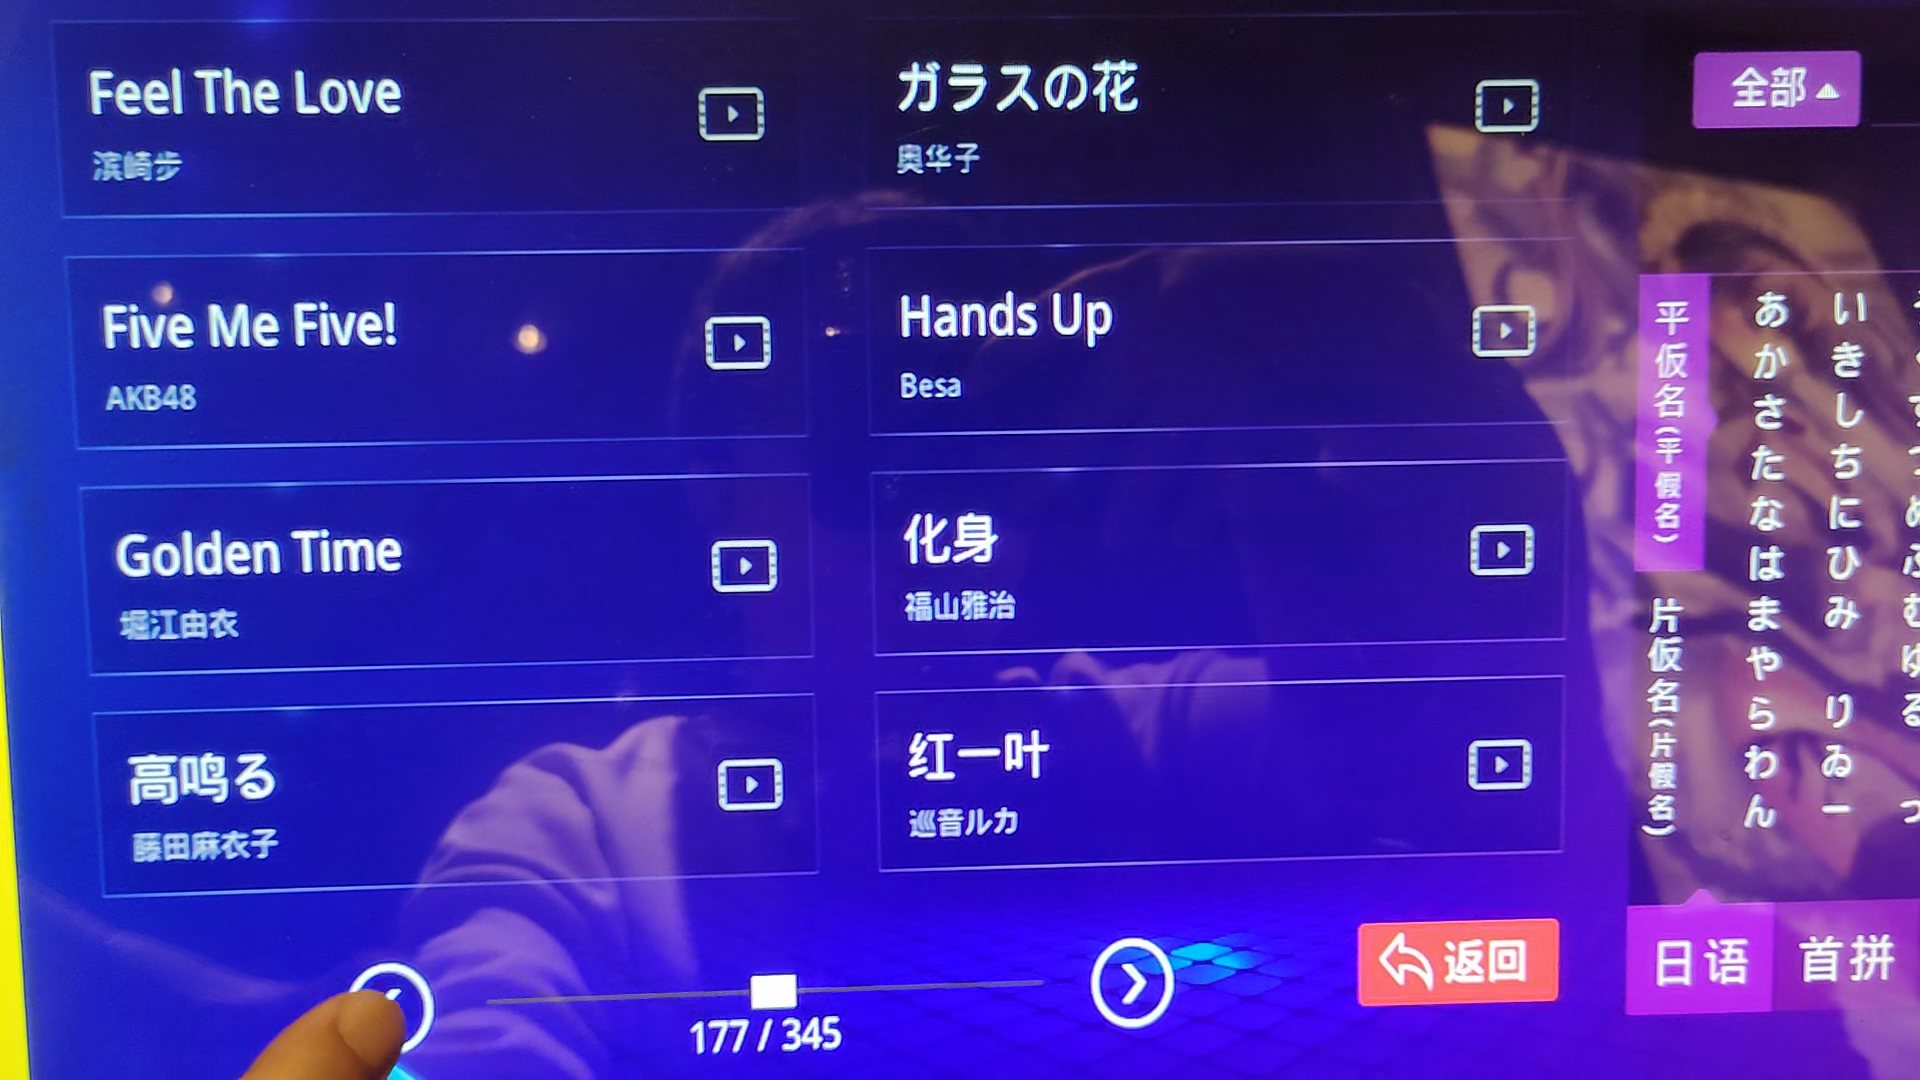 Feel The Love
滨崎步
ガラスの花
奥华子
Five Me Five!
AKB48
Hands Up
Besa
Golden Time
堀江由衣
化身
福山雅治
高鸣る
藤田麻衣子
红一叶
巡音ルカ
177 / 345
返回
全部
平仮名(平假名)
片仮名(片假名)
あかさたなはまやらわん
いきしちにひみ りゐー
日语
首拼